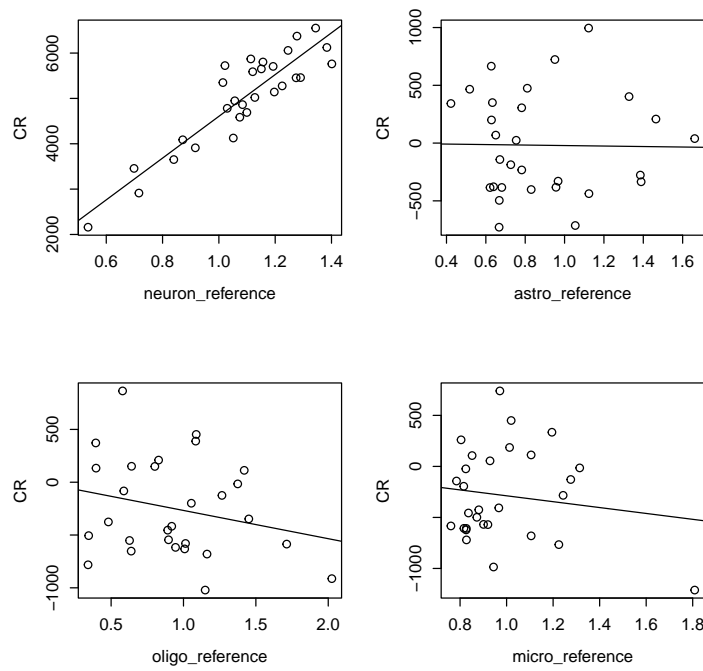 CR
6000
4000
2000
0.6 0.8 1.0 1.2 1.4
neuron_reference
CR
1000
500
0
−500
0.4 0.6 0.8 1.0 1.2 1.4 1.6
astro_reference
CR
500
0
−1000
0.5 1.0 1.5 2.0
oligo_reference
CR
500
0
−1000
0.8 1.0 1.2 1.4 1.6 1.8
micro_reference